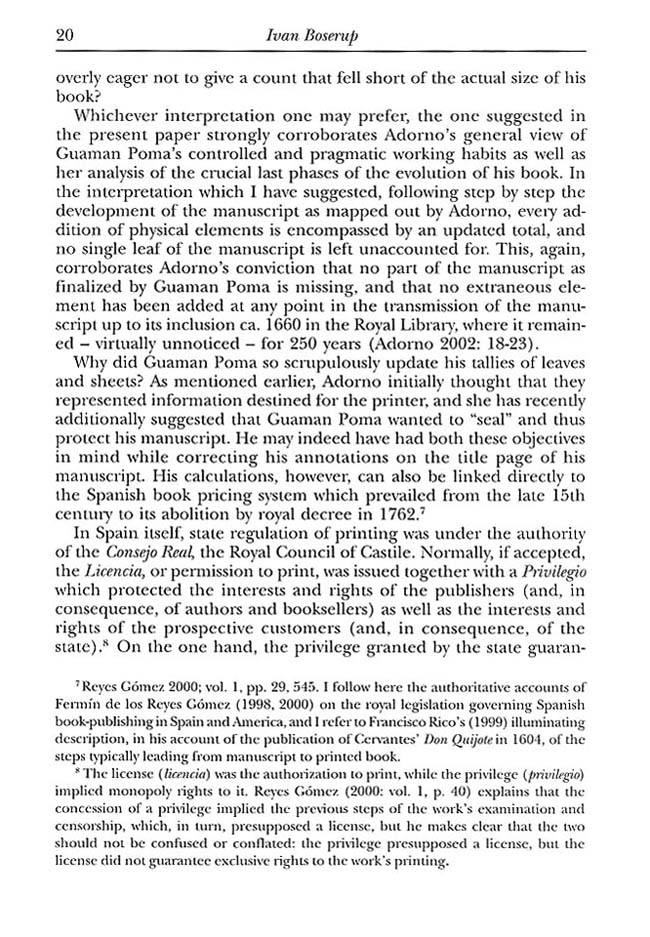 20 Ivan Boserup
overly eager not to give a count that fell short of the actual size of his
book?
Whichever interpretation one may prefer, the one suggested in
the present paper strongly corroborates Adorno's general view of
Guaman Poma's controlled and pragmatic working habits as well as
her analysis of the crucial last phases of the evolution of his book. In
the interpretation which I have suggested, following step by step the
development of the manuscript as mapped out by Adorno, every ad-
dition of physical elements is encompassed by an updated total, and
no single leaf of the manuscript is left unaccounted for. This, again,
corroborates Adorno's conviction that no part of the manuscript as
finalized by Guaman Poma is missing, and that no extraneous ele-
ment has been added at any point in the transmission of the manu-
script up to its inclusion ca. 1660 in the Royal Library, where it remain-
ed – virtually unnoticed – for 250 years (Adorno 2002: 18-23).
Why did Guaman Poma so scrupulously update his tallies of leaves
and sheets? As mentioned earlier, Adorno initially thought that they
represented information destined for the printer, and she has recently
additionally suggested that Guaman Poma wanted to “seal” and thus
protect his manuscript. He may indeed have had both these objectives
in mind while correcting his annotations on the title page of his
manuscript. His calculations, however, can also be linked directly to
the Spanish book pricing system which prevailed from the late 15th
century to its abolition by royal decree in 1762.⁷
In Spain itself, state regulation of printing was under the authority
of the Consejo Real, the Royal Council of Castile. Normally, if accepted,
the Licencia, or permission to print, was issued together with a Privilegio
which protected the interests and rights of the publishers (and, in
consequence, of authors and booksellers) as well as the interests and
rights of the prospective customers (and, in consequence, of the
state).⁸ On the one hand, the privilege granted by the state guaran-
⁷ Reyes Gómez 2000; vol. 1, pp. 29, 545. I follow here the authoritative accounts of
Fermín de los Reyes Gómez (1998, 2000) on the royal legislation governing Spanish
book-publishing in Spain and America, and I refer to Francisco Rico's (1999) illuminating
description, in his account of the publication of Cervantes' Don Quijote in 1604, of the
steps typically leading from manuscript to printed book.
⁸ The license (licencia) was the authorization to print, while the privilege (privilegio)
implied monopoly rights to it. Reyes Gómez (2000: vol. 1, p. 40) explains that the
concession of a privilege implied the previous steps of the work's examination and
censorship, which, in turn, presupposed a license, but he makes clear that the two
should not be confused or conflated: the privilege presupposed a license, but the
license did not guarantee exclusive rights to the work's printing.